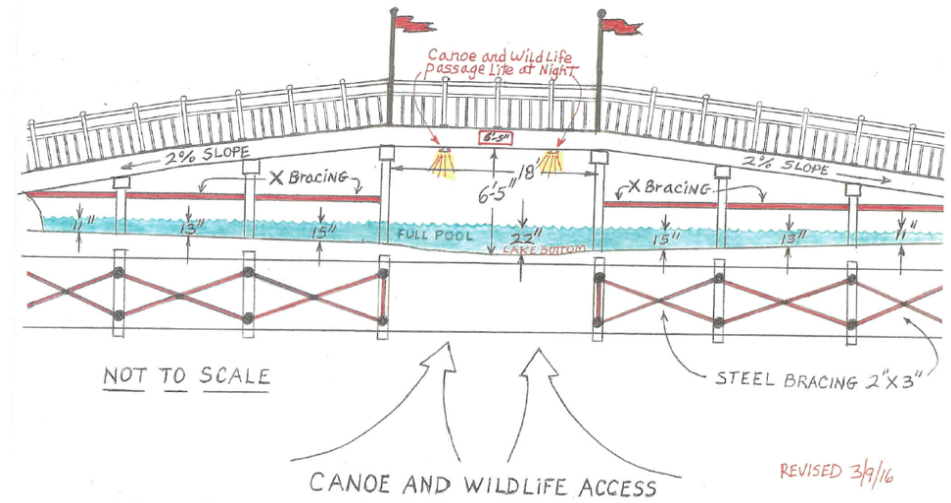 Canoe and WildLife
Passage Lite at Night
2% SLOPE
18'
2% SLOPE
X Bracing
6'-5"
X Bracing
11"
13"
15"
FULL POOL
22"
15"
13"
11"
LAKE BOTTOM
NOT TO SCALE
STEEL BRACING 2"X3"
CANOE AND WILDLIFE ACCESS
REVISED 3/9/16